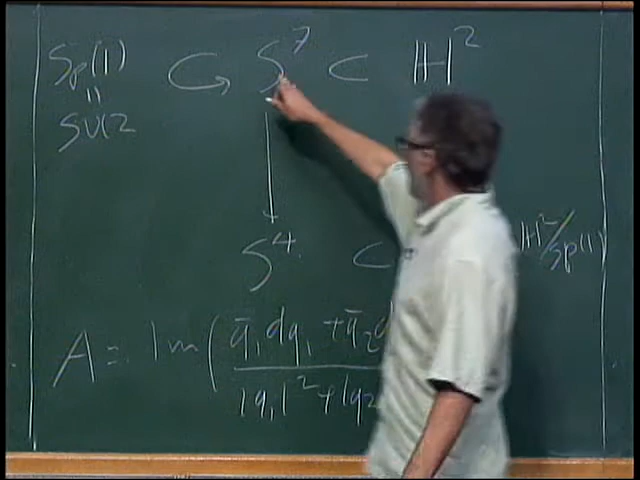 Sp(1) ↪ S⁷ ⊂ ℍ²
=
SU(2
↓
S⁴ ⊂ ℍ²/Sp(1)
A = Im( q̄₁dq₁ + q̄₂d
|q₁|² + |q₂